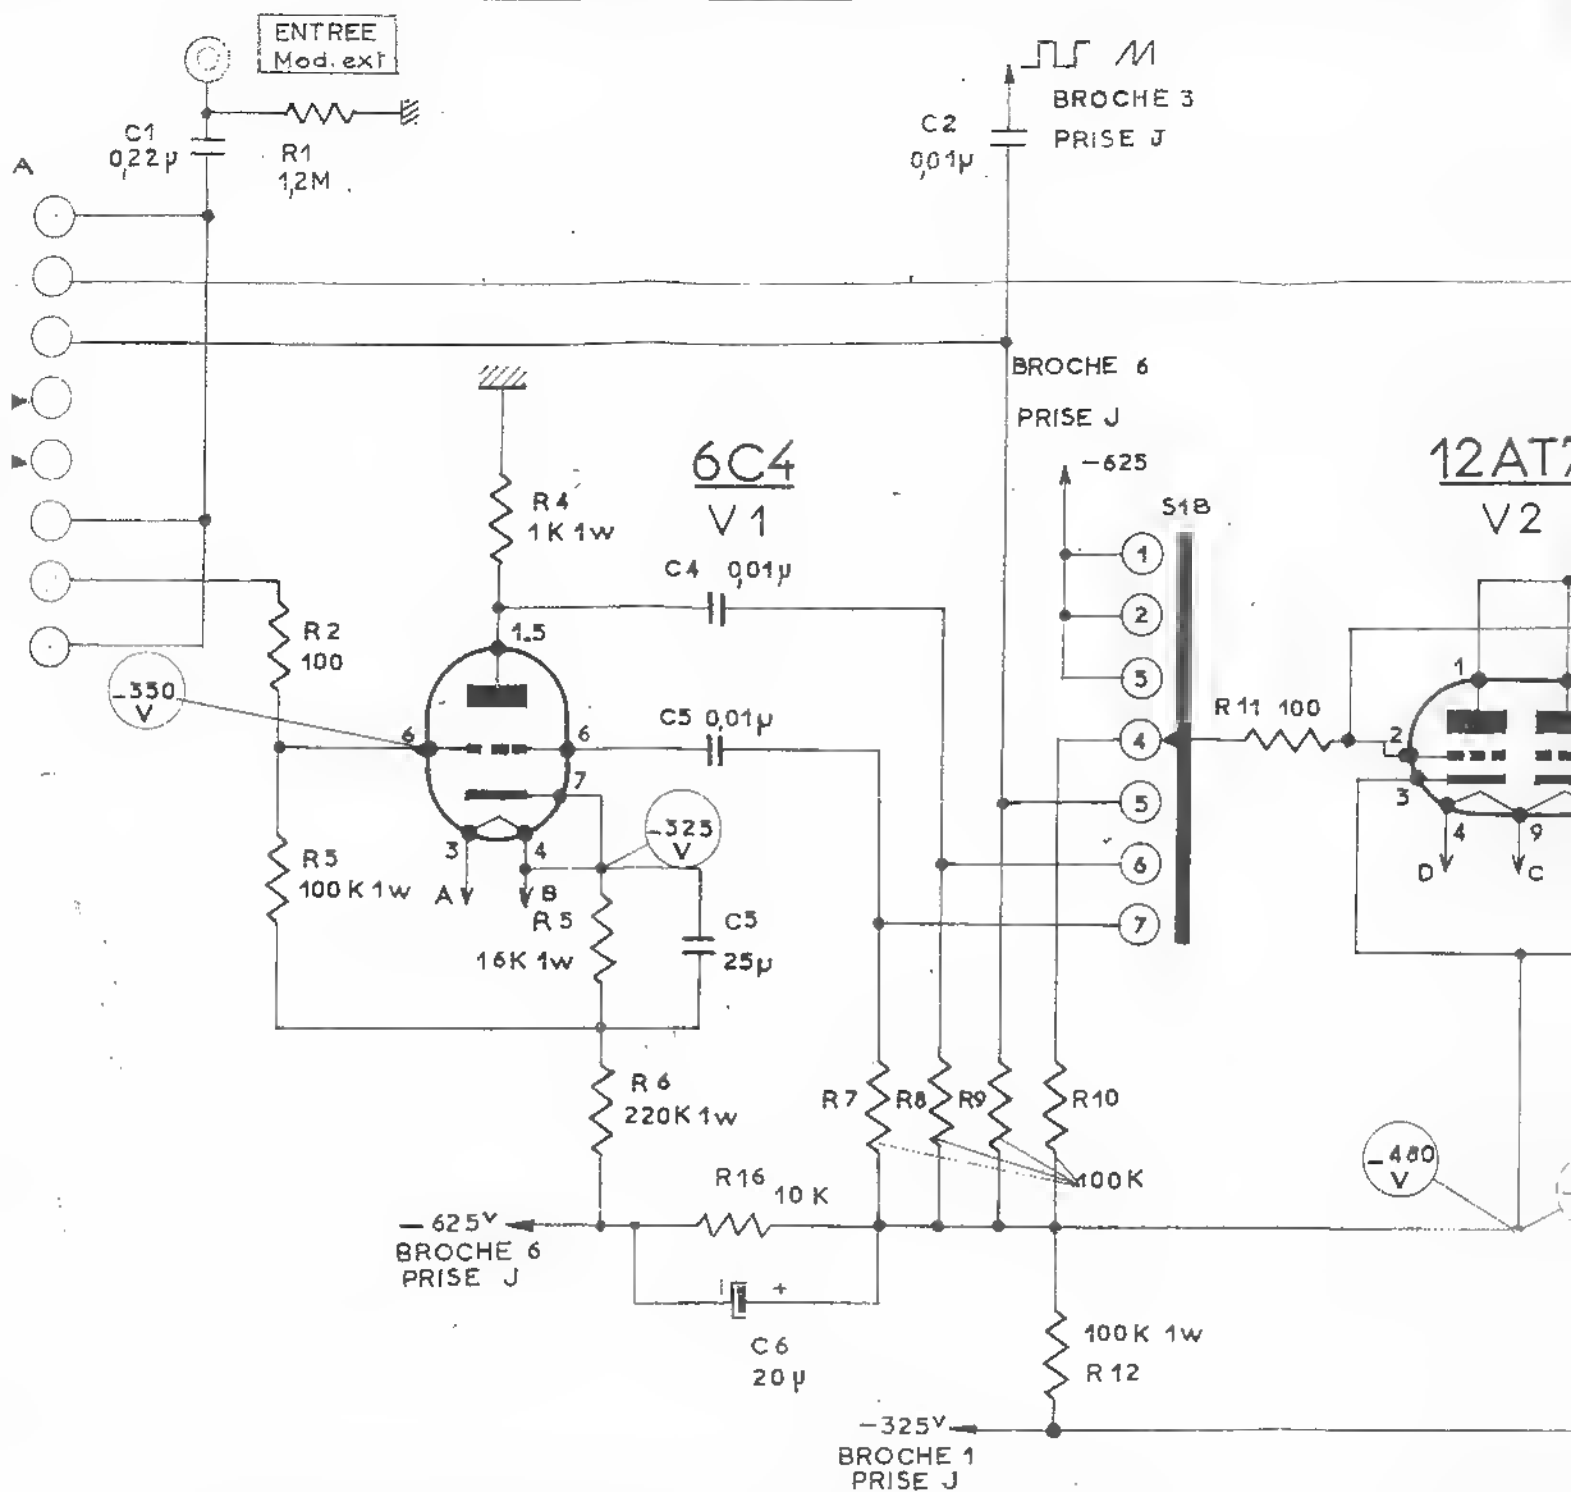 ENTREE
Mod. ext
BROCHE 3
PRISE J
C1
0,22µ
R1
1,2M
C2
0,01µ
A
BROCHE 6
PRISE J
-625
6C4
V1
12AT7
V2
S1B
R4
1K 1w
C4 0,01µ
1
2
3
4
5
6
7
R2
100
1.5
-330
V
6
6
C5 0,01µ
7
R11 100
1
2
3
4
9
D
C
-325
V
3
4
A
B
R3
100K 1w
R5
16K 1w
C5
25µ
R6
220K 1w
R7
R8
R9
R10
100K
R16
10 K
-480
V
-625V
BROCHE 6
PRISE J
+
C6
20µ
100K 1w
R12
-325V
BROCHE 1
PRISE J